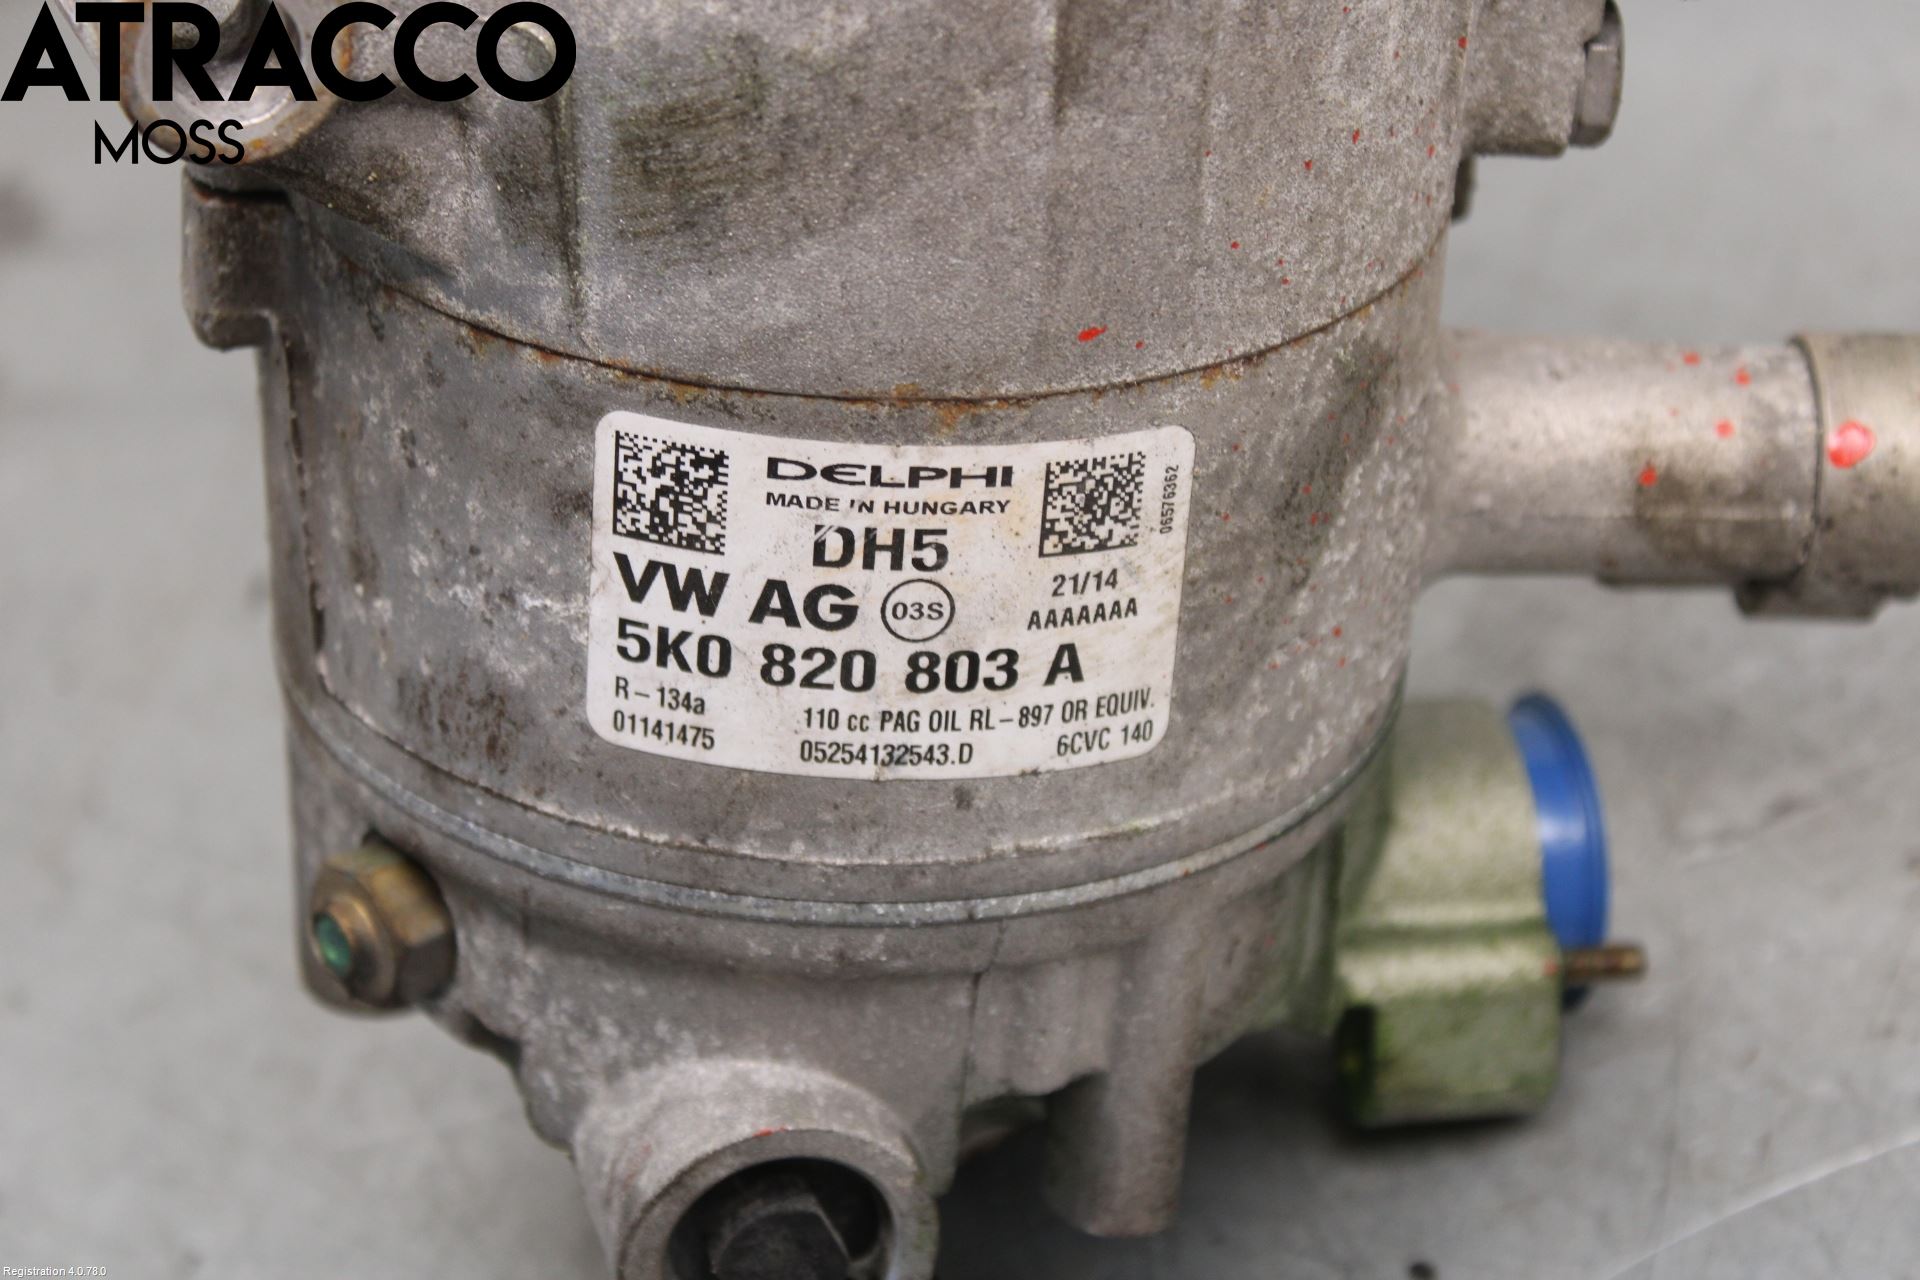 ATRACCO
MOSS
DELPHI
MADE IN HUNGARY
DH5
06576362
VW AG 03S
21/14
AAAAAAA
5K0 820 803 A
R-134a
110 cc PAG OIL RL-897 OR EQUIV.
01141475
05254132543.D
6CVC 140
Registration 4.0.78.0